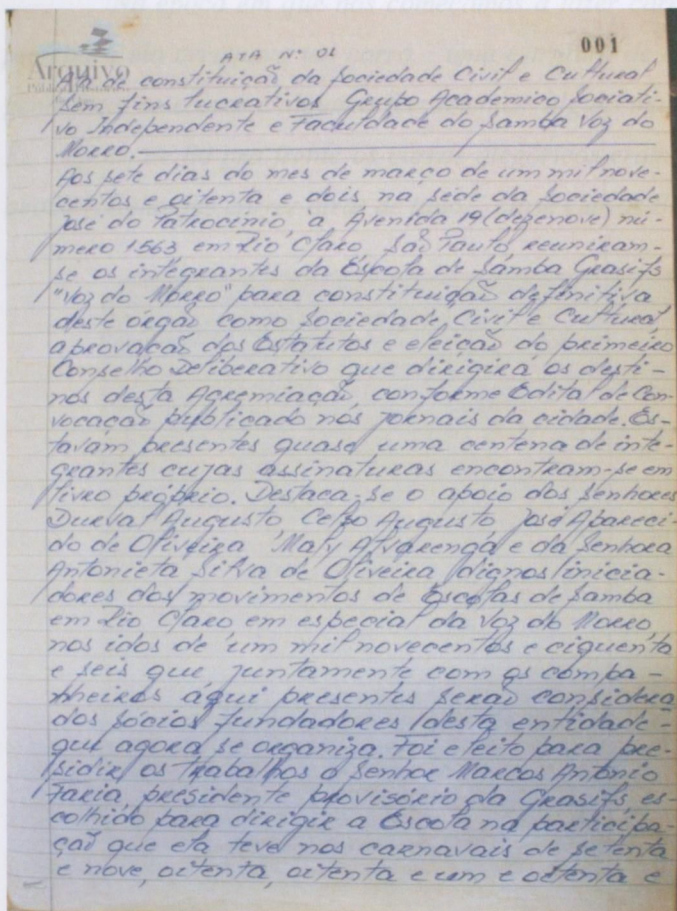 001
ATA Nº 01
Arquivo
Ata de constituição da Sociedade Civil e Cultural
sem fins lucrativos Grupo Academico Sociati-
vo Independente e Faculdade do Samba Voz do
Morro.
Aos sete dias do mes de março de um mil nove-
centos e oitenta e dois na séde da Sociedade
José do Patrocínio à Avenida 19 (dezenove) nú-
mero 1563 em Rio Claro, São Paulo, reuniram-
se os integrantes da Escola de Samba Grasifs
"Voz do Morro" para constituição definitiva
deste órgão como Sociedade Civil e Cultural,
aprovação dos Estatutos e eleição do primeiro
Conselho Deliberativo que dirigirá os desti-
nos desta Agremiação, conforme Edital de Con-
vocação publicado nos jornais da cidade. Es-
tavam presentes quase uma centena de inte-
grantes cujas assinaturas encontram-se em
livro próprio. Destaca-se o apoio dos Senhores
Durval Augusto, Celso Augusto, José Apareci-
do de Oliveira, Maly Alvarenga e da Senhora
Antonieta Silva de Oliveira, dignos inicia-
dores dos movimentos de Escolas de Samba
em Rio Claro em especial da Voz do Morro
nos idos de um mil novecentos e ciquenta
e seis que, juntamente com os compa-
nheiros aqui presentes serão considera
dos sócios fundadores desta entidade-
que agora se organiza. Foi eleito para pre-
sidir os trabalhos o Senhor Marcos Antonio
Faria, presidente provisório da Grasifs, es-
colhido para dirigir a Escola na participa-
ção que ela teve nos carnavais de setenta
e nove, oitenta, oitenta e um e oitenta e